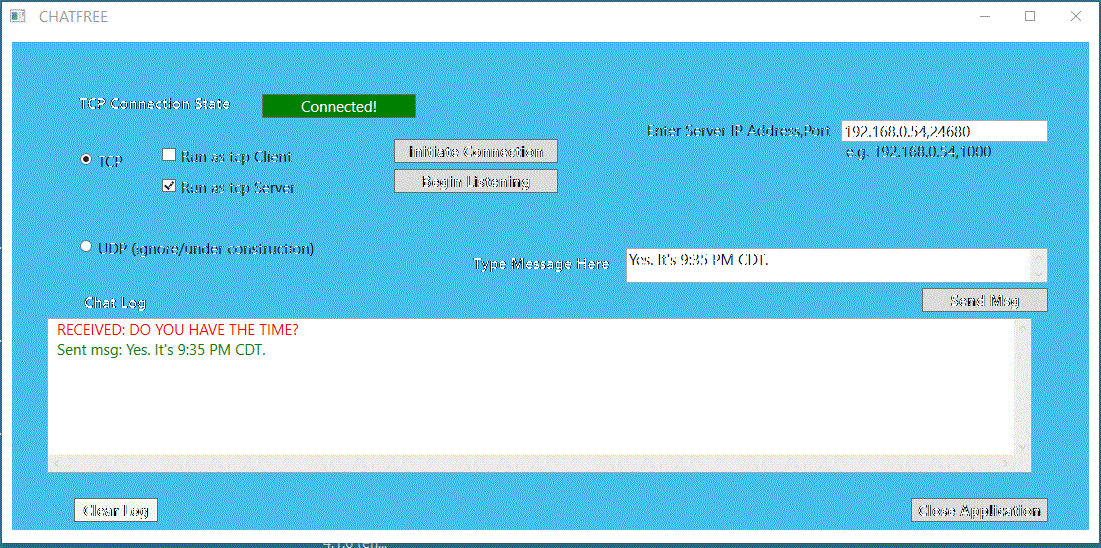 CHATFREE
TCP Connection State
Connected!
Enter Server IP Address,Port
192.168.0.54,24680
e.g. 192.168.0.54,1000
TCP
Run as tcp Client
Initiate Connection
Run as tcp Server
Begin Listening
UDP (ignore/under construction)
Type Message Here
Yes. It's 9:35 PM CDT.
Send Msg
Chat Log
RECEIVED: DO YOU HAVE THE TIME?
Sent msg: Yes. It's 9:35 PM CDT.
Clear Log
Close Application